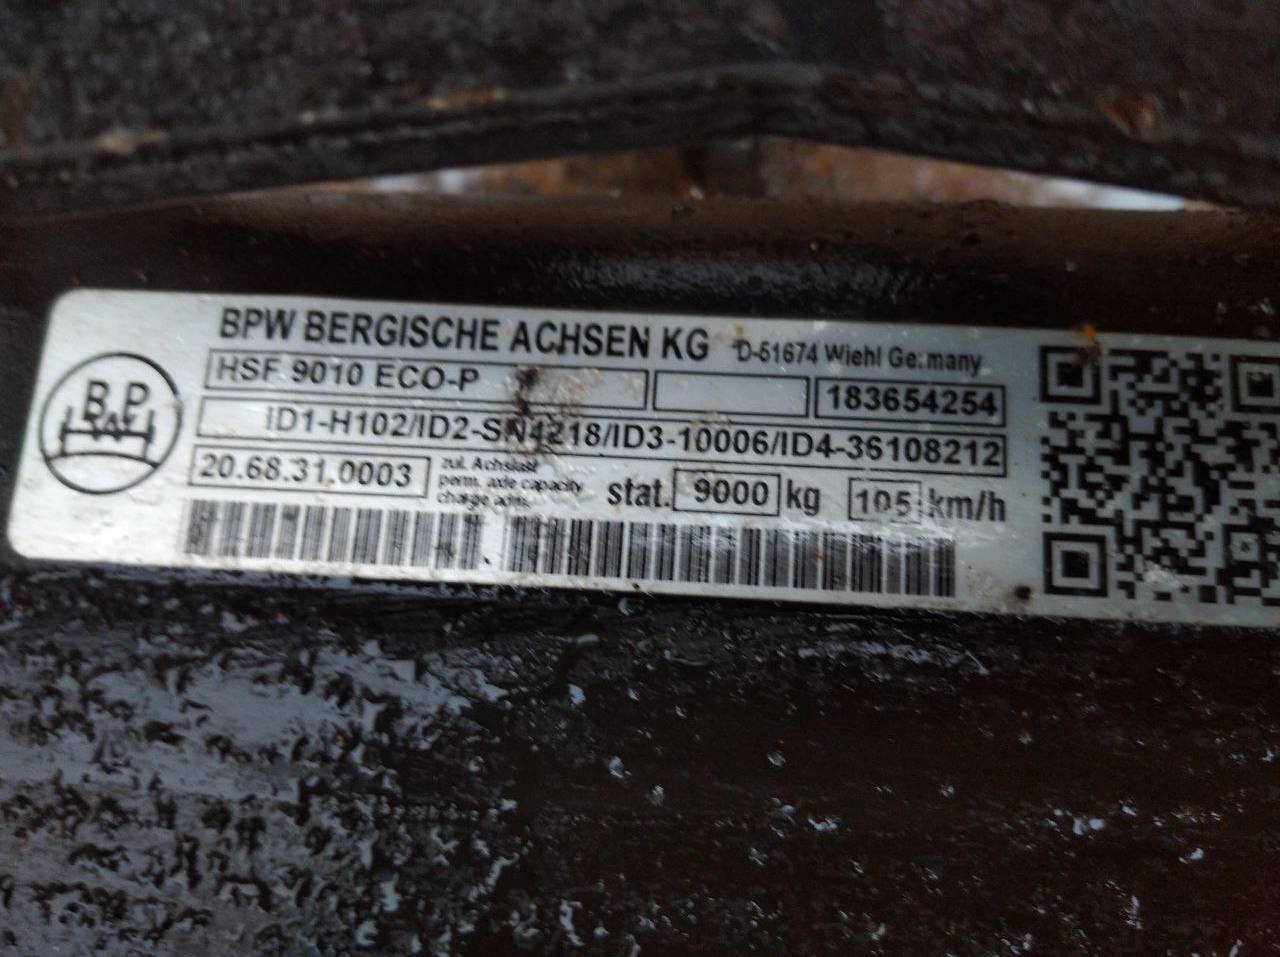 BPW BERGISCHE ACHSEN KG D-51674 Wiehl Germany
BPW
HSF 9010 ECO-P 183654254
ID1-H102/ID2-SN4218/ID3-10006/ID4-36108212
20.68.31.0003
zul. Achslast
perm. axle capacity
charge adm.
stat. 9000 kg 105 km/h